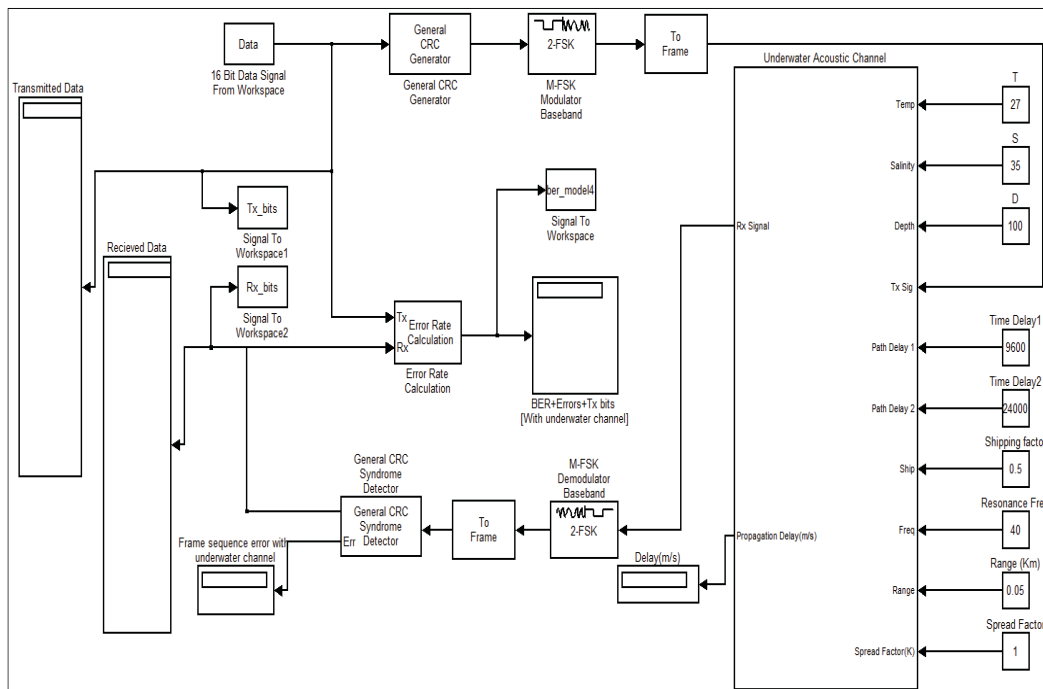 Data
16 Bit Data Signal
From Workspace
General
CRC
Generator
General CRC
Generator
2-FSK
M-FSK
Modulator
Baseband
To
Frame
Underwater Acoustic Channel
Temp
Salinity
Depth
Tx Sig
Path Delay 1
Path Delay 2
Ship
Freq
Range
Spread Factor(K)
Rx Signal
Propagation Delay(m/s)
T
27
S
35
D
100
Time Delay1
9600
Time Delay2
24000
Shipping factor
0.5
Resonance Fre
40
Range (Km)
0.05
Spread Factor
1
Transmitted Data
Tx_bits
Signal To
Workspace1
Recieved Data
Rx_bits
Signal To
Workspace2
ber_model4
Signal To
Workspace
Tx
Rx
Error Rate
Calculation
Error Rate
Calculation
BER+Errors+Tx bits
[With underwater channel]
General CRC
Syndrome
Detector
General CRC
Syndrome
Detector
Err
To
Frame
M-FSK
Demodulator
Baseband
2-FSK
Frame sequence error with
underwater channel
Delay(m/s)